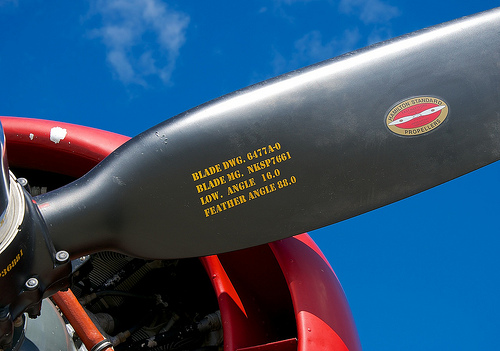 HAMILTON STANDARD
PROPELLERS
BLADE DWG. 6477A-0
BLADE MG. NKSP7661
LOW. ANGLE 16.0
FEATHER ANGLE 88.0